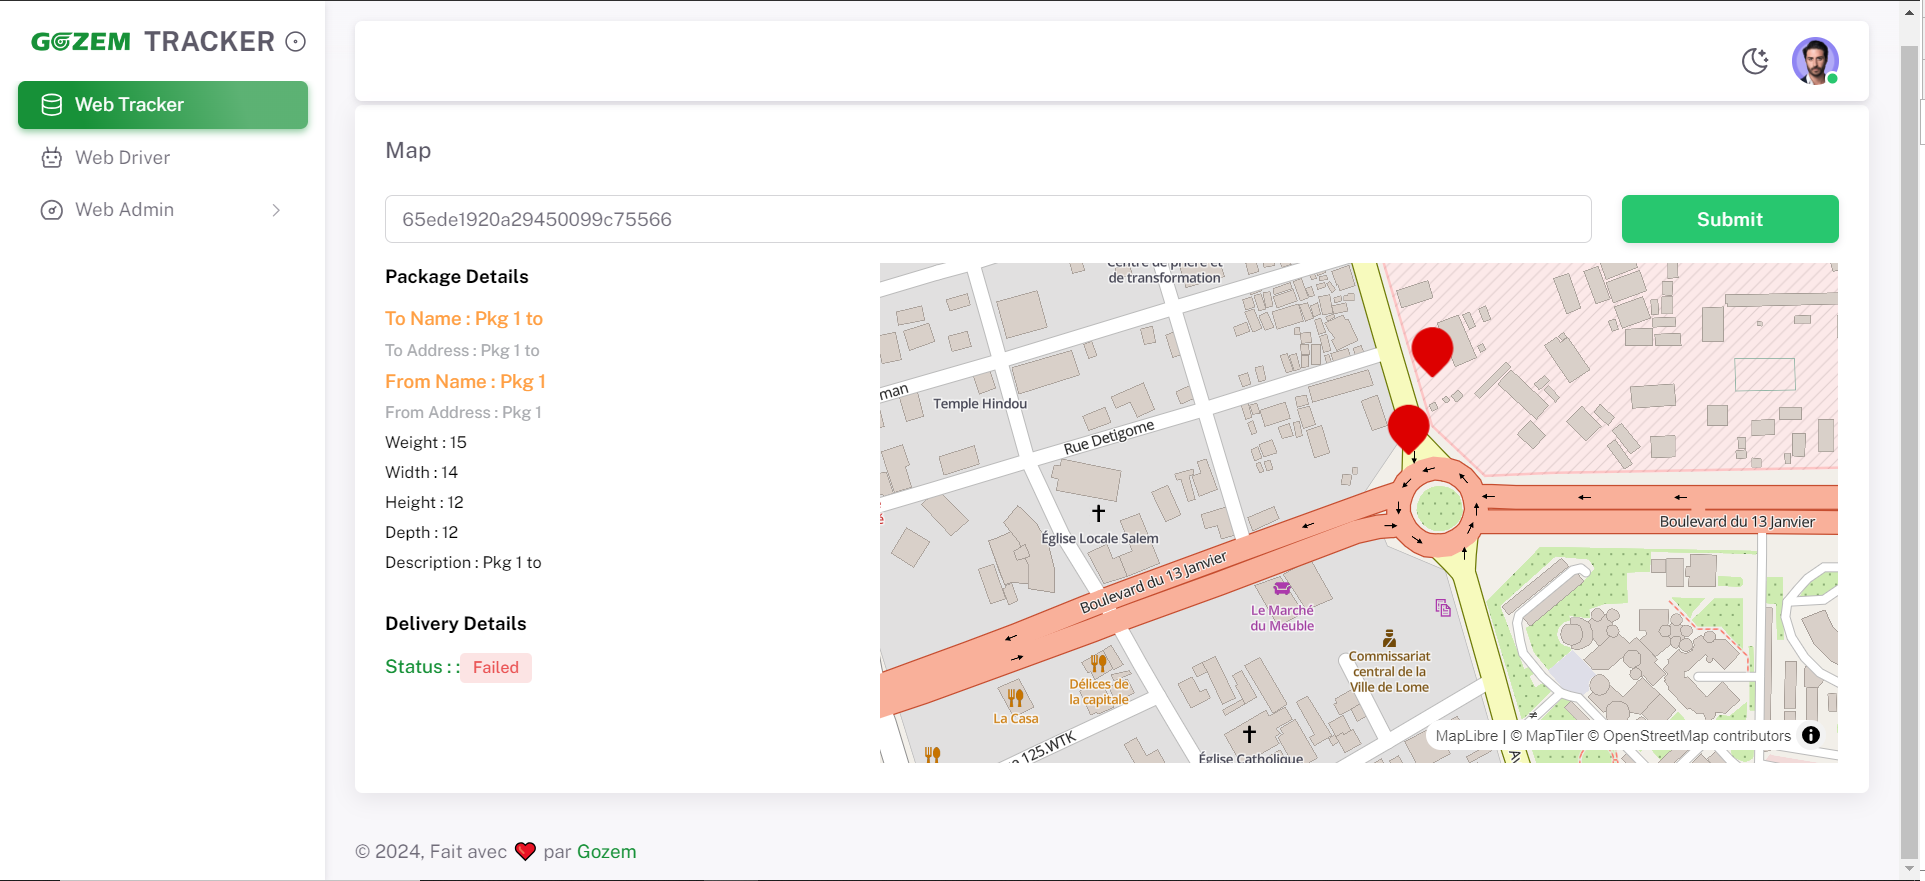 GOZEM TRACKER
Web Tracker
Web Driver
Web Admin
Map
65ede1920a29450099c75566
Submit
Package Details
To Name : Pkg 1 to
To Address : Pkg 1 to
From Name : Pkg 1
From Address : Pkg 1
Weight : 15
Width : 14
Height : 12
Depth : 12
Description : Pkg 1 to
Delivery Details
Status : : Failed
Centre de prière et
de transformation
man
Temple Hindou
Rue Detigome
Église Locale Salem
Boulevard du 13 Janvier
Boulevard du 13 Janvier
Le Marché
du Meuble
Commissariat
central de la
Ville de Lome
Délices de
la capitale
La Casa
125.WTK
Église Catholique
MapLibre | © MapTiler © OpenStreetMap contributors
© 2024, Fait avec ❤️ par Gozem